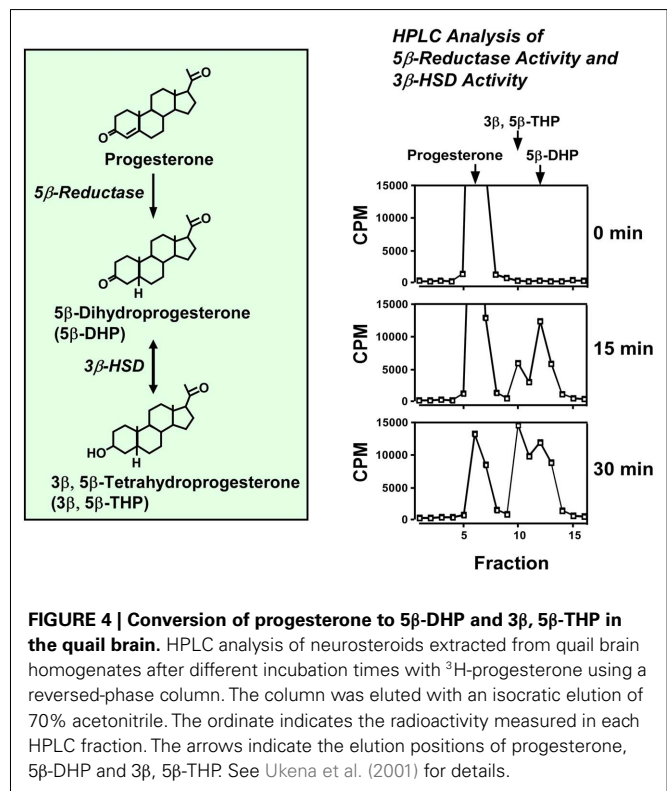 O
O
Progesterone
5β-Reductase
O
O
H
5β-Dihydroprogesterone
(5β-DHP)
3β-HSD
O
HO
H
3β, 5β-Tetrahydroprogesterone
(3β, 5β-THP)
HPLC Analysis of
5β-Reductase Activity and
3β-HSD Activity
3β, 5β-THP
Progesterone
5β-DHP
15000
10000
5000
0
CPM
0 min
15000
10000
5000
0
CPM
15 min
15000
10000
5000
0
CPM
30 min
5
10
15
Fraction
FIGURE 4 | Conversion of progesterone to 5β-DHP and 3β, 5β-THP in
the quail brain. HPLC analysis of neurosteroids extracted from quail brain
homogenates after different incubation times with ³H-progesterone using a
reversed-phase column. The column was eluted with an isocratic elution of
70% acetonitrile. The ordinate indicates the radioactivity measured in each
HPLC fraction. The arrows indicate the elution positions of progesterone,
5β-DHP and 3β, 5β-THP. See Ukena et al. (2001) for details.